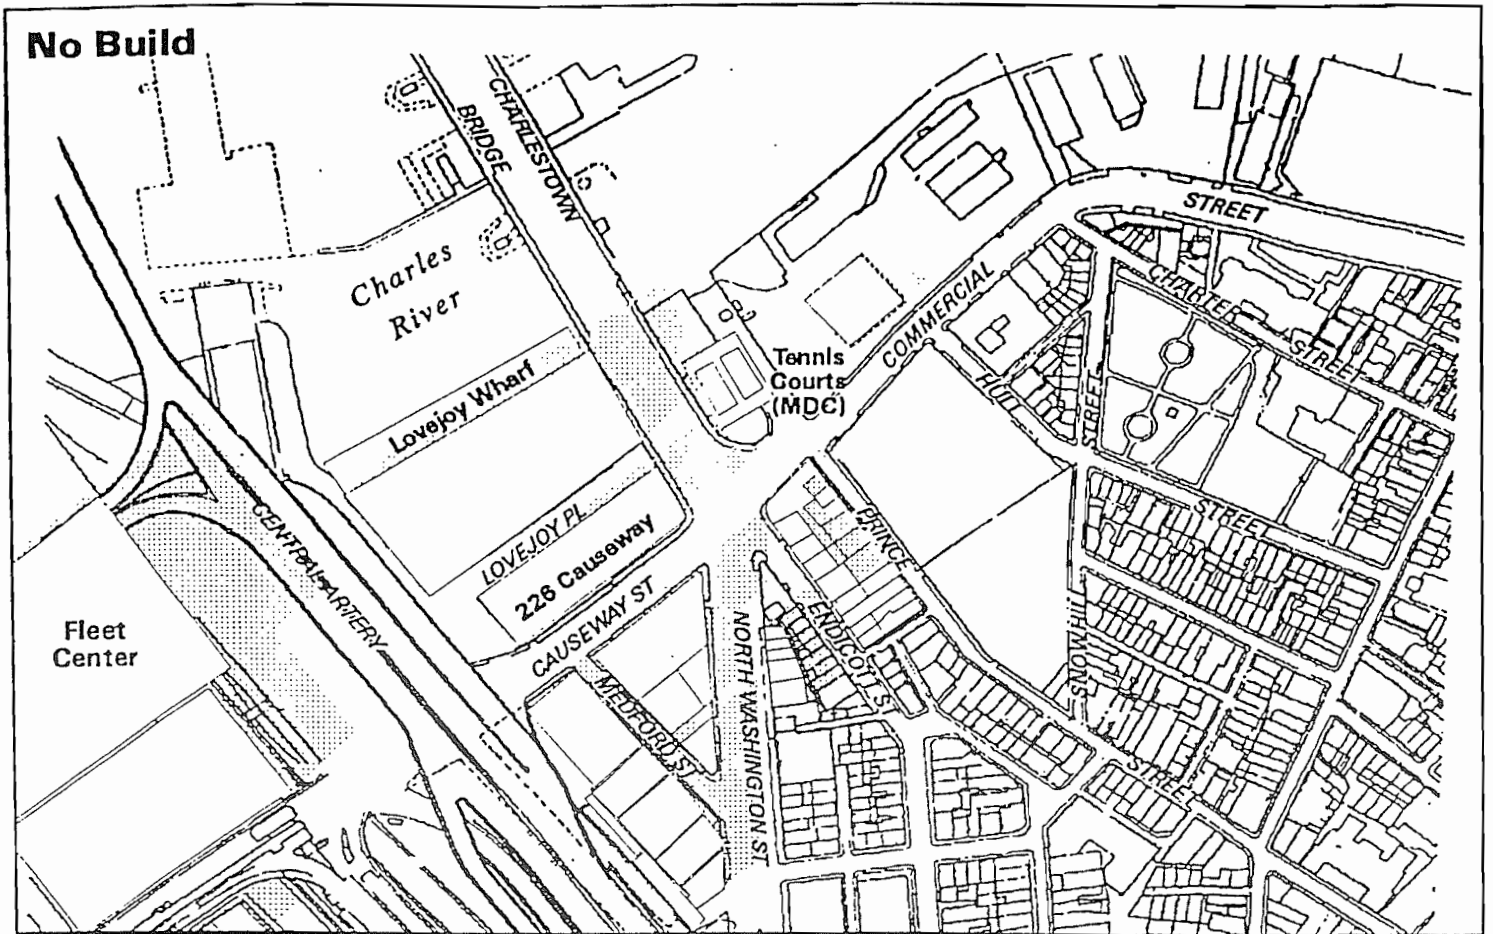 No Build
CHARLESTOWN
BRIDGE
Charles
River
STREET
COMMERCIAL
CHARTER
STREET
Tennis
Courts
(MDC)
HULL
STREET
Lovejoy Wharf
STREET
CENTRAL ARTERY
LOVEJOY PL
226 Causeway
CAUSEWAY ST
PRINCE
Fleet
Center
ENDICOTT ST
NORTH WASHINGTON ST
MEDFORD ST
SNOWHILL
STREET